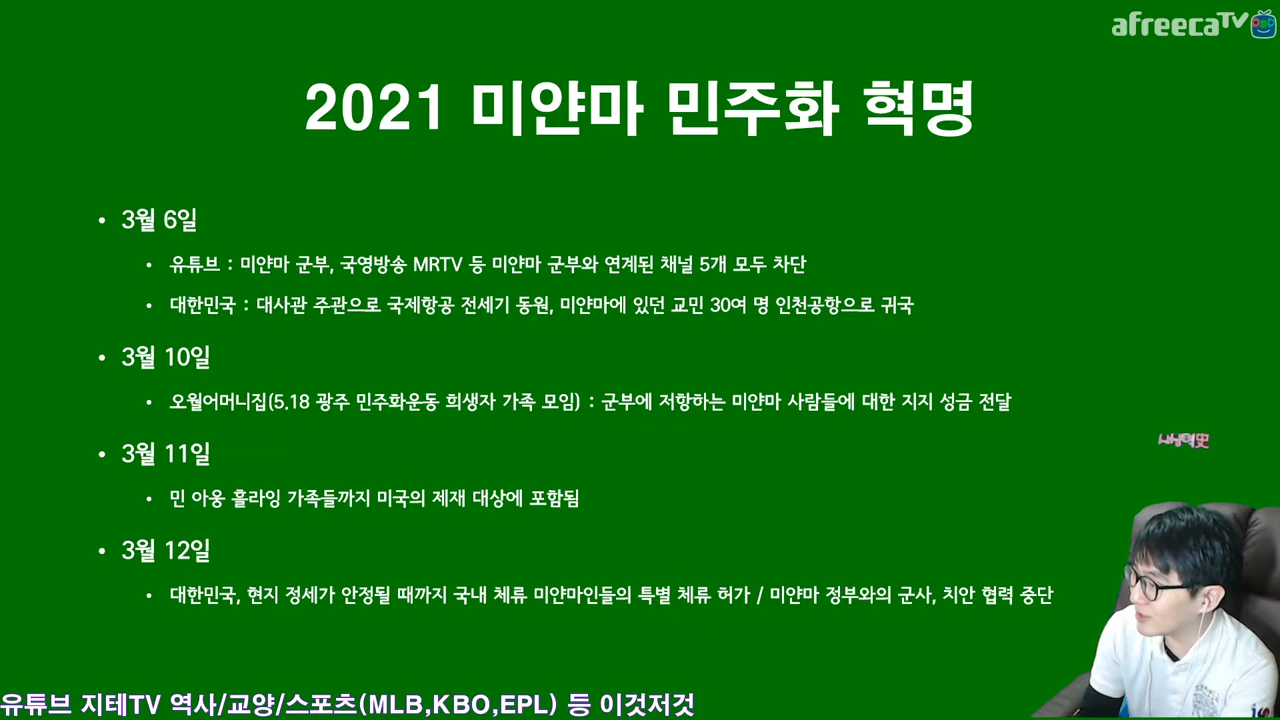 afreecaTV
2021 미얀마 민주화 혁명
• 3월 6일
• 유튜브 : 미얀마 군부, 국영방송 MRTV 등 미얀마 군부와 연계된 채널 5개 모두 차단
• 대한민국 : 대사관 주관으로 국제항공 전세기 동원, 미얀마에 있던 교민 30여 명 인천공항으로 귀국
• 3월 10일
• 오월어머니집(5.18 광주 민주화운동 희생자 가족 모임) : 군부에 저항하는 미얀마 사람들에 대한 지지 성금 전달
• 3월 11일
• 민 아웅 흘라잉 가족들까지 미국의 제재 대상에 포함됨
• 3월 12일
• 대한민국, 현지 정세가 안정될 때까지 국내 체류 미얀마인들의 특별 체류 허가 / 미얀마 정부와의 군사, 치안 협력 중단
유튜브 지테TV 역사/교양/스포츠(MLB,KBO,EPL) 등 이것저것